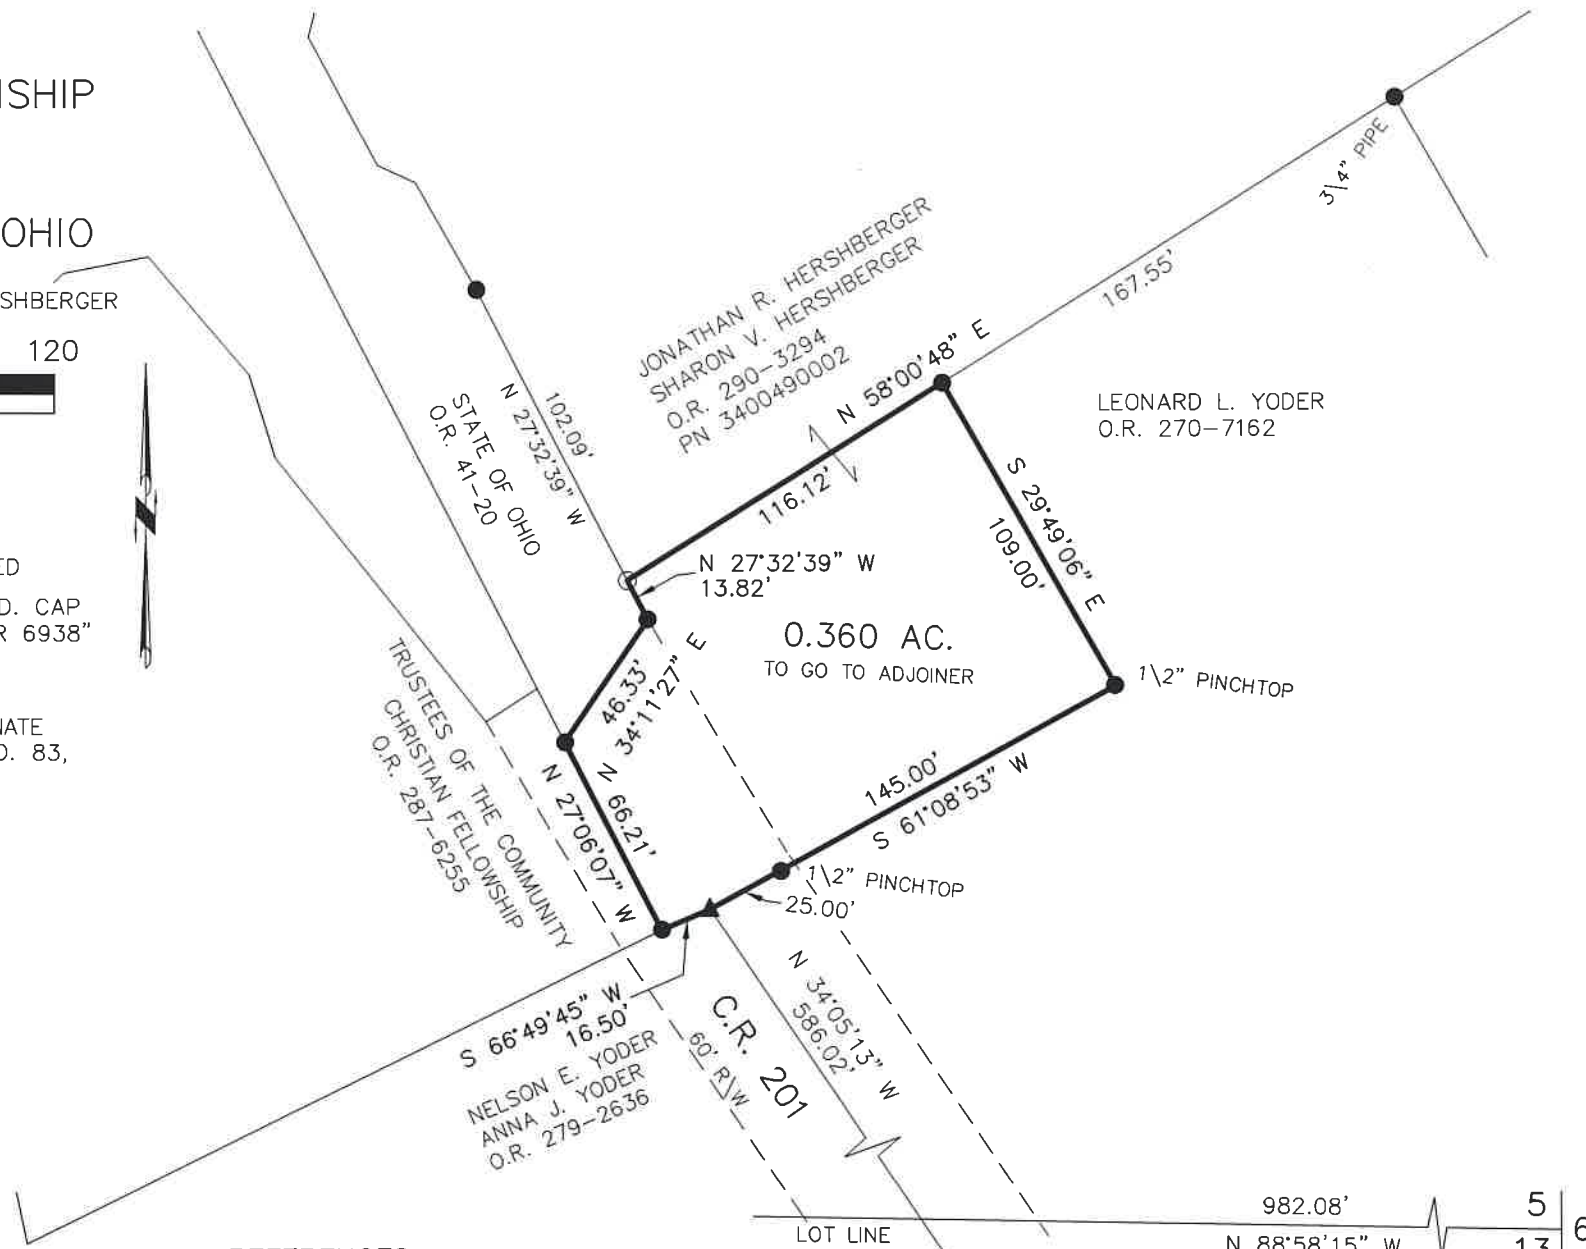 NSHIP
OHIO
SHBERGER
120
ED
D. CAP
R 6938"
NATE
O. 83,
STATE OF OHIO
O.R. 41-20
102.09'
N 27°32'39" W
JONATHAN R. HERSHBERGER
SHARON V. HERSHBERGER
O.R. 290-3294
PN 3400490002
N 58°00'48" E
116.12'
167.55'
3\4" PIPE
LEONARD L. YODER
O.R. 270-7162
S 29°49'06" E
109.00'
N 27°32'39" W
13.82'
0.360 AC.
TO GO TO ADJOINER
46.33'
N 34°11'27" E
1\2" PINCHTOP
TRUSTEES OF THE COMMUNITY
CHRISTIAN FELLOWSHIP
O.R. 287-6255
66.21'
N 27°06'07" W
145.00'
S 61°08'53" W
1\2" PINCHTOP
25.00'
S 66°49'45" W
16.50'
NELSON E. YODER
ANNA J. YODER
O.R. 279-2636
C.R. 201
60' R\W
N 34°05'13" W
586.02'
LOT LINE
982.08'
N 88°58'15" W
5
6
13